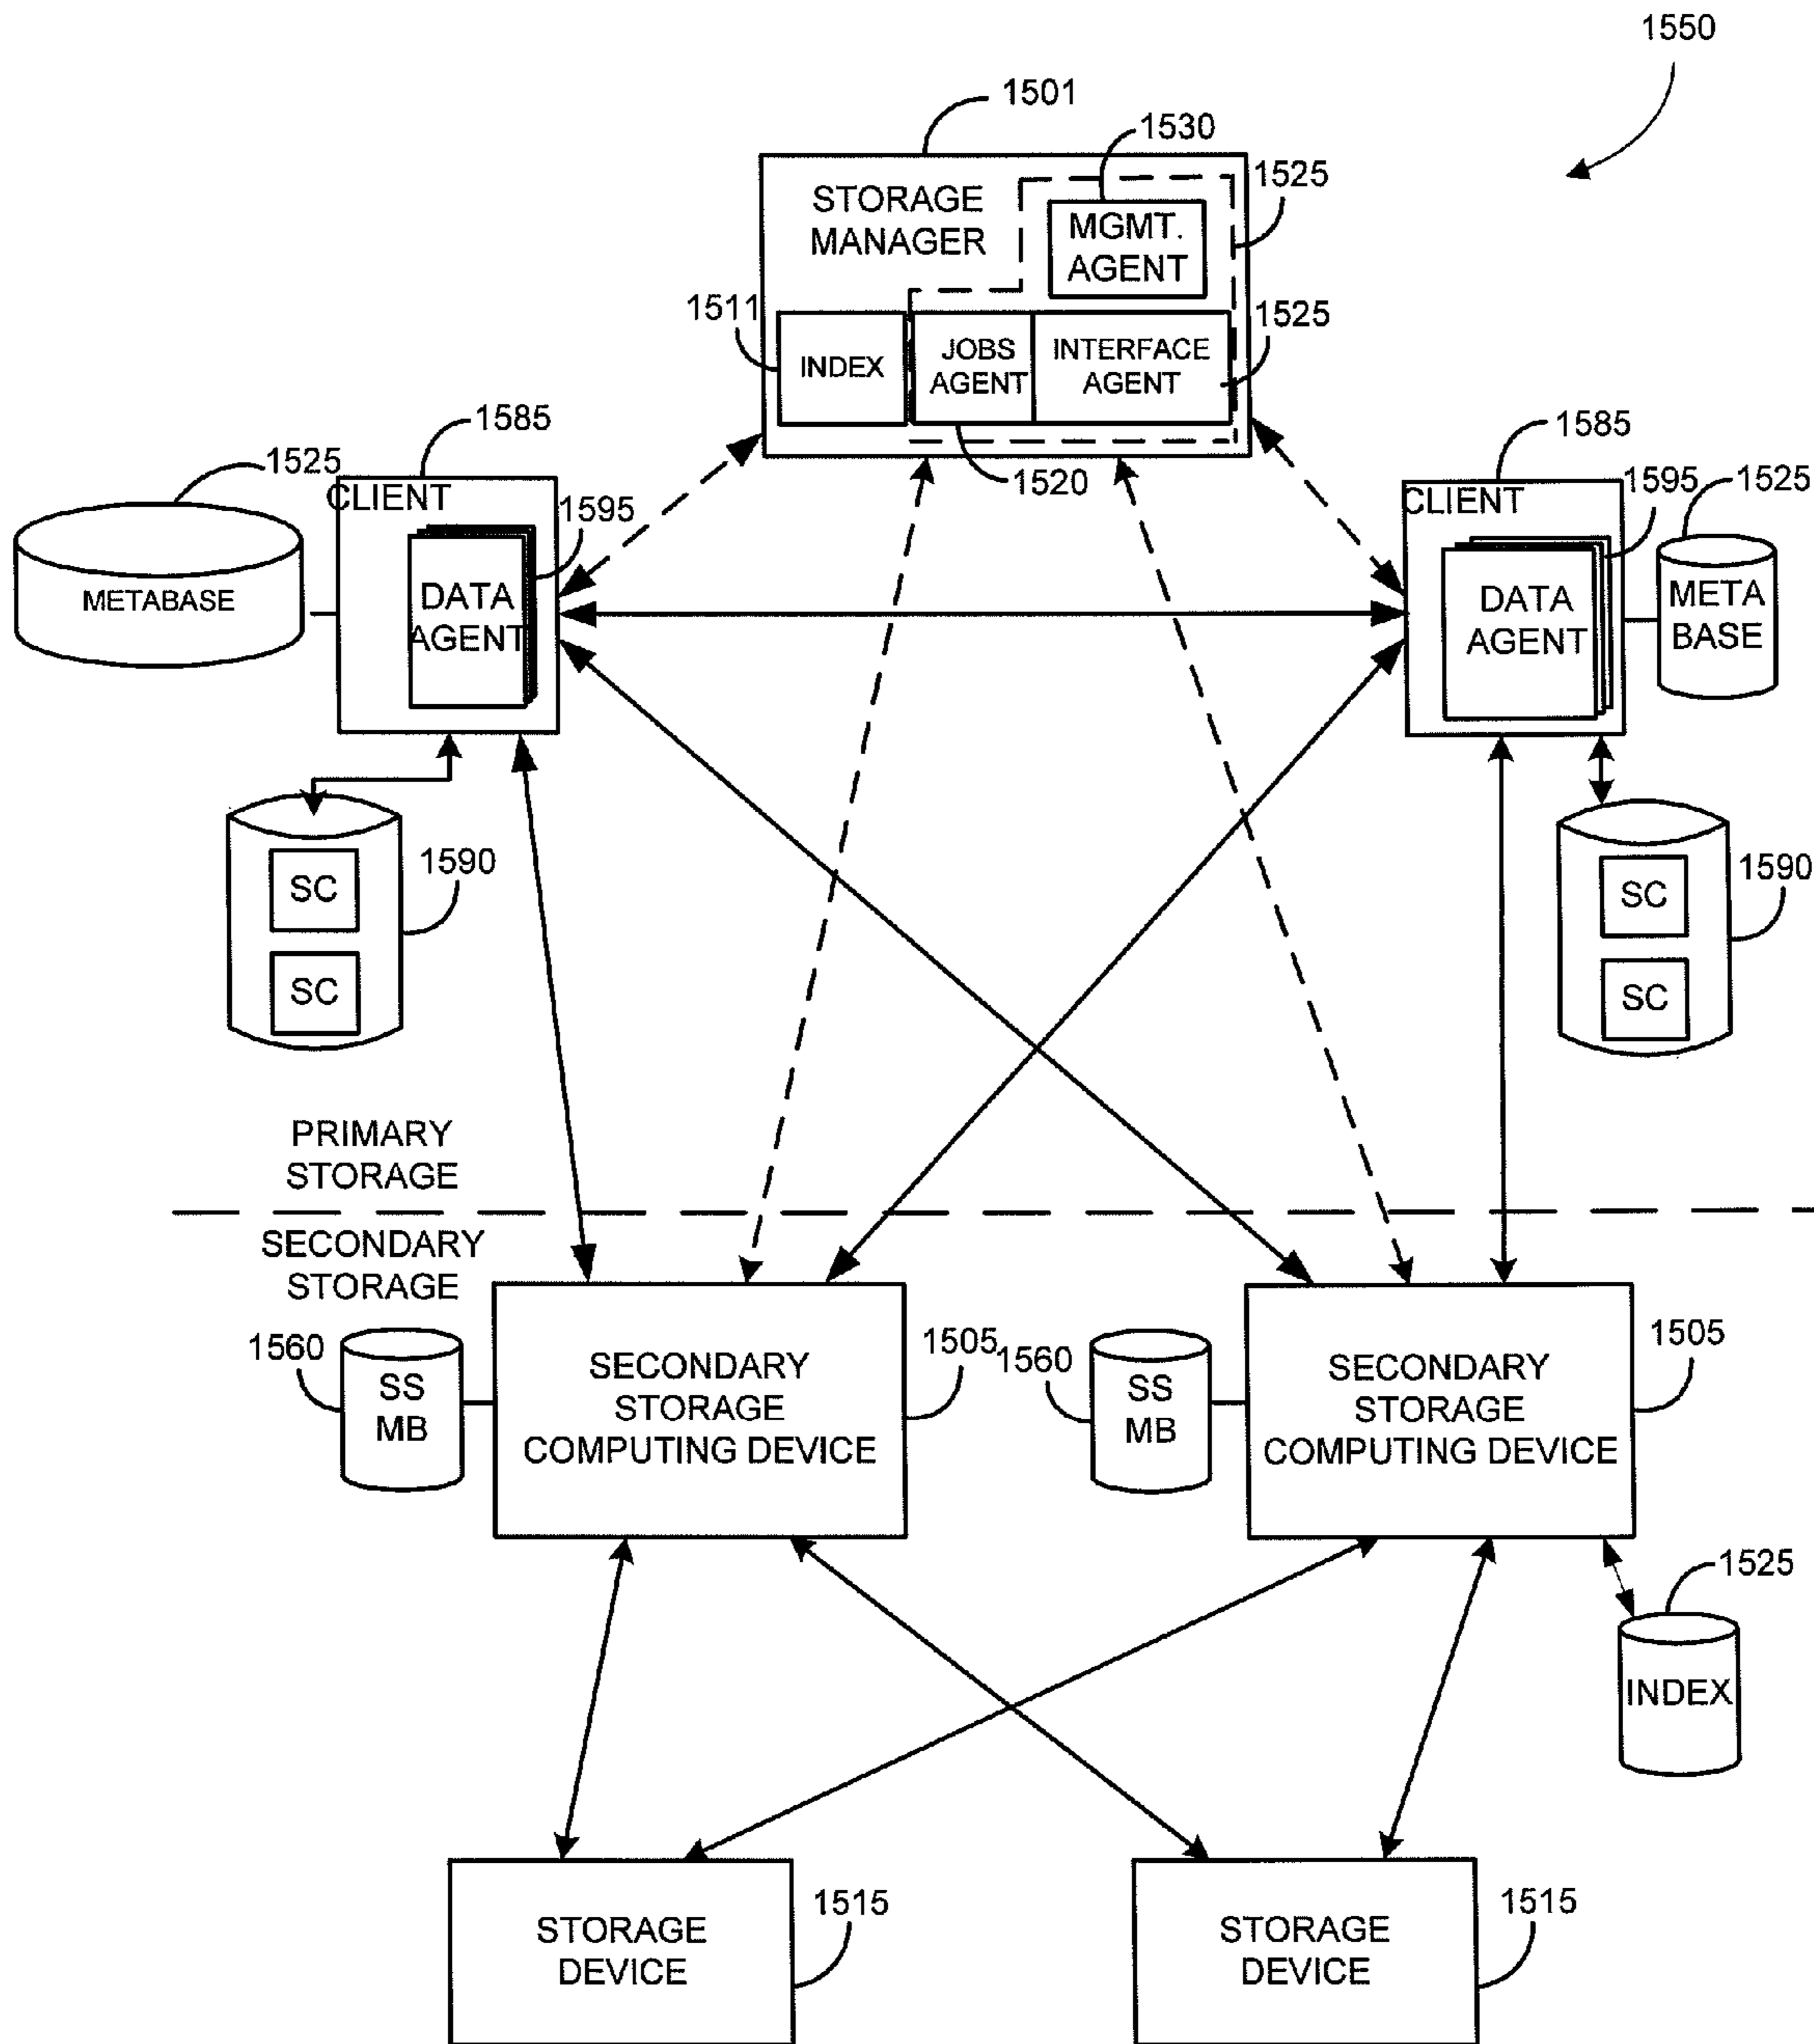 1550
1501
1530
1525
STORAGE
MANAGER
MGMT.
AGENT
1511
INDEX
JOBS
AGENT
INTERFACE
AGENT
1525
1520
1585
1525
CLIENT
1595
METABASE
DATA
AGENT
1585
1595
1525
CLIENT
DATA
AGENT
META
BASE
SC
SC
1590
SC
SC
1590
PRIMARY
STORAGE
SECONDARY
STORAGE
1560
SS
MB
SECONDARY
STORAGE
COMPUTING DEVICE
1505
1560
SS
MB
SECONDARY
STORAGE
COMPUTING DEVICE
1505
1525
INDEX
STORAGE
DEVICE
1515
STORAGE
DEVICE
1515